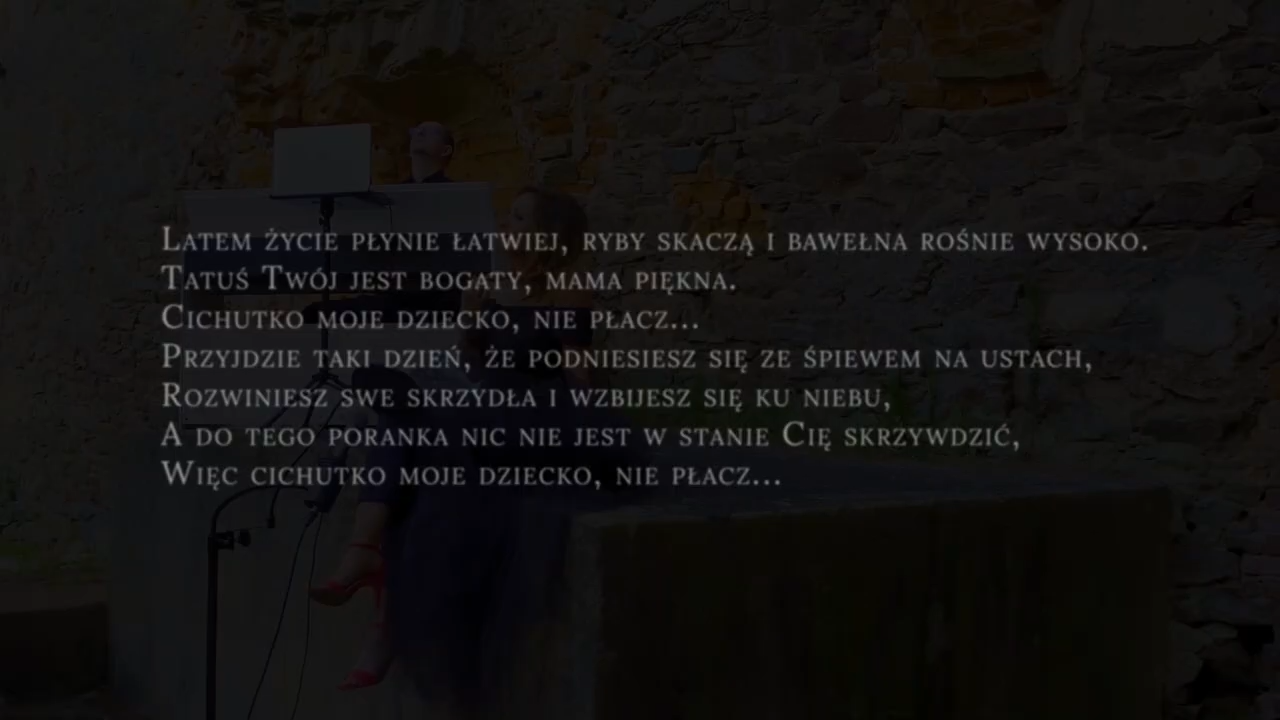 Latem życie płynie łatwiej, ryby skaczą i bawełna rośnie wysoko.
Tatuś Twój jest bogaty, mama piękna.
Cichutko moje dziecko, nie płacz...
Przyjdzie taki dzień, że podniesiesz się ze śpiewem na ustach,
Rozwiniesz swe skrzydła i wzbijesz się ku niebu,
A do tego poranka nic nie jest w stanie Cię skrzywdzić,
Więc cichutko moje dziecko, nie płacz...